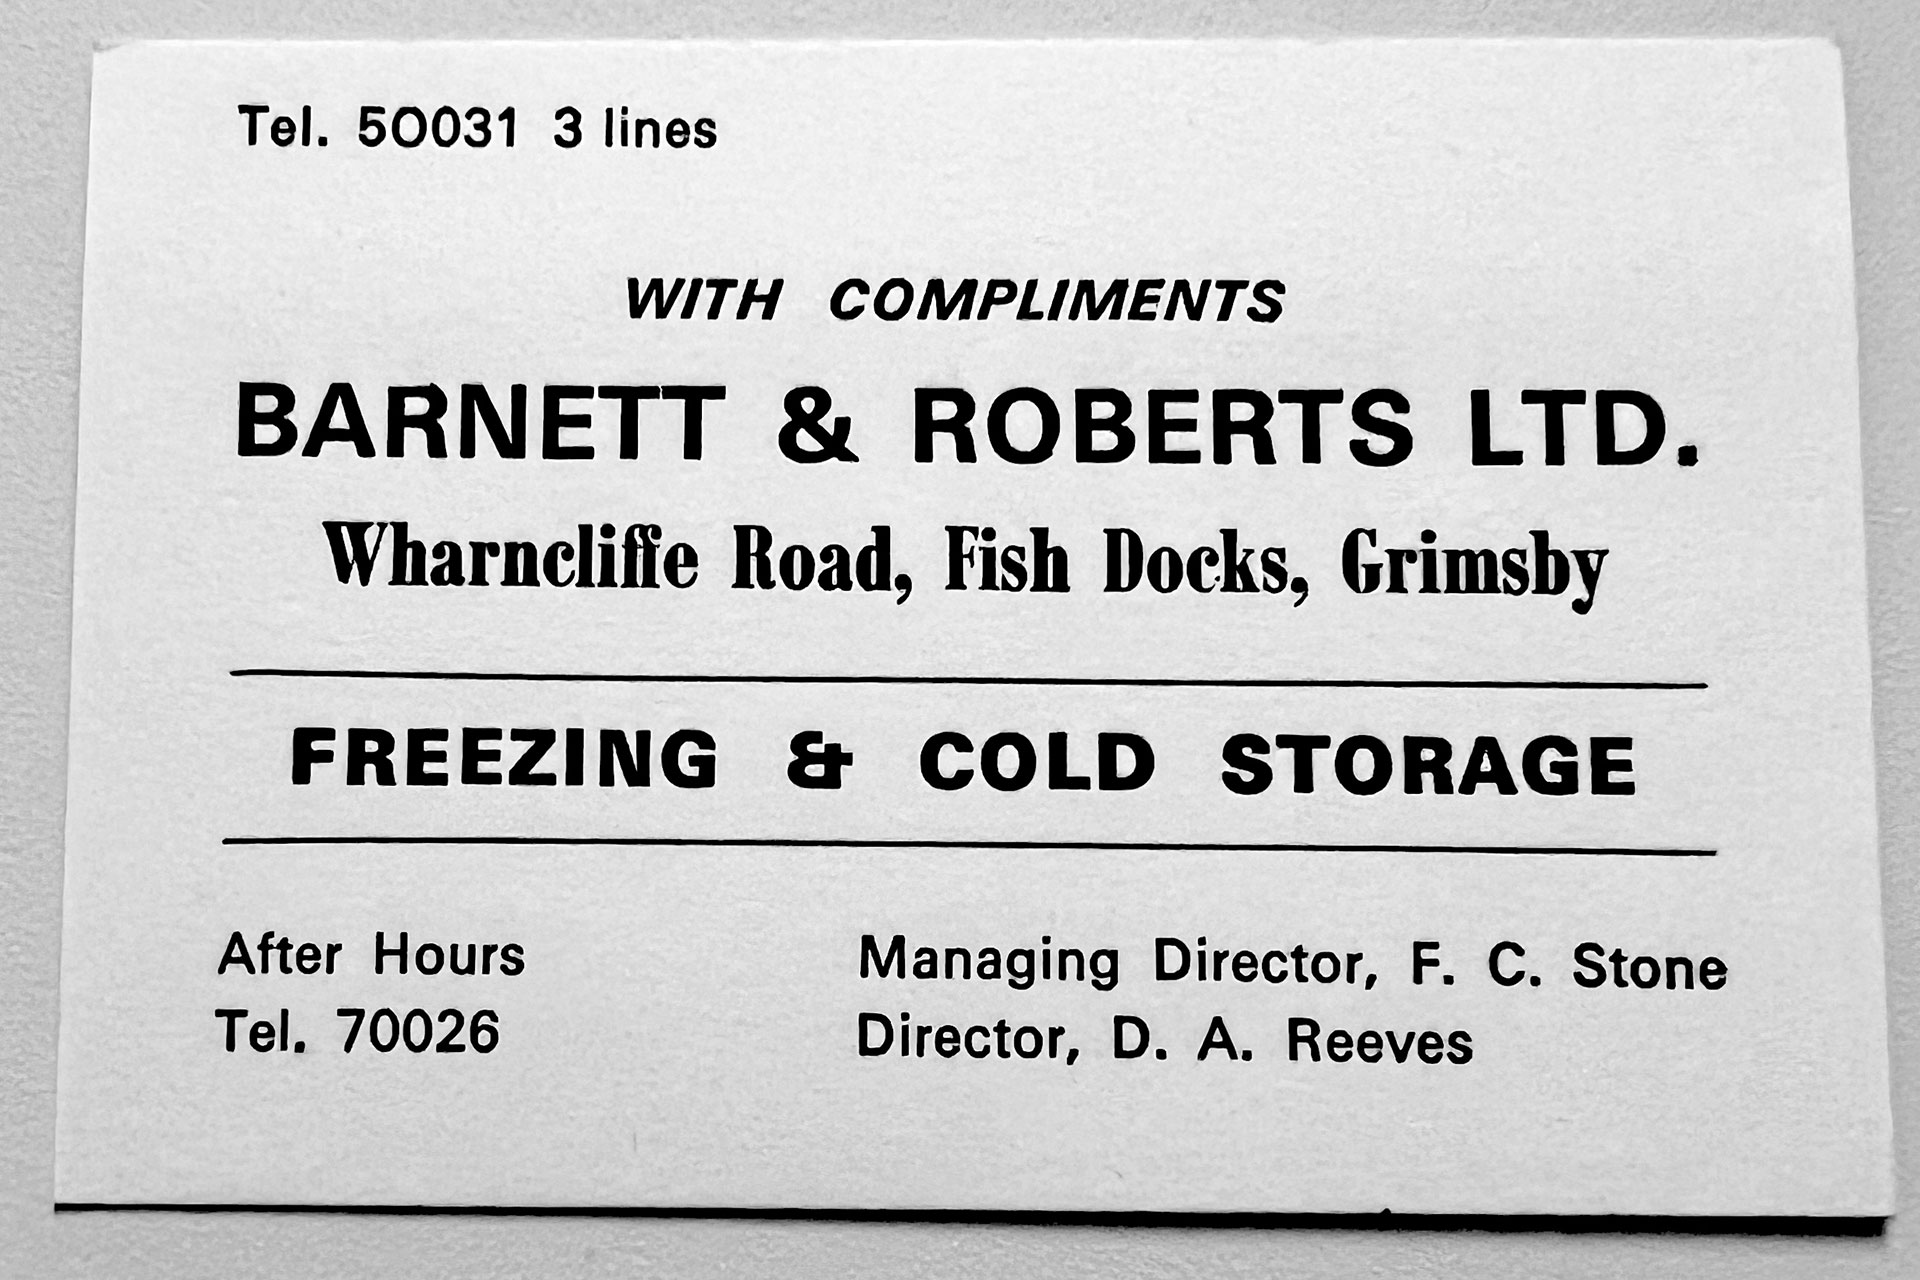 Tel. 50031 3 lines
WITH COMPLIMENTS
BARNETT & ROBERTS LTD.
Wharncliffe Road, Fish Docks, Grimsby
FREEZING & COLD STORAGE
After Hours
Tel. 70026
Managing Director, F. C. Stone
Director, D. A. Reeves